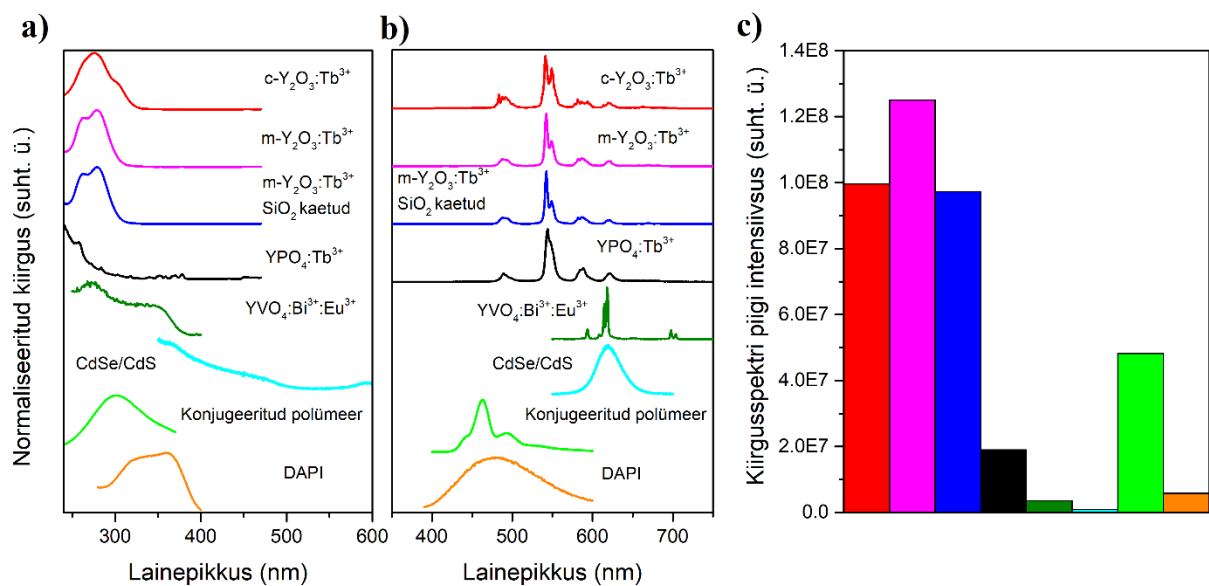 a)
Normaliseeritud kiirgus (suht. ü.)
c-Y₂O₃:Tb³⁺
m-Y₂O₃:Tb³⁺
m-Y₂O₃:Tb³⁺
SiO₂ kaetud
YPO₄:Tb³⁺
YVO₄:Bi³⁺:Eu³⁺
CdSe/CdS
Konjugeeritud polümeer
DAPI
300 400 500 600
Lainepikkus (nm)
b)
c-Y₂O₃:Tb³⁺
m-Y₂O₃:Tb³⁺
m-Y₂O₃:Tb³⁺
SiO₂ kaetud
YPO₄:Tb³⁺
YVO₄:Bi³⁺:Eu³⁺
CdSe/CdS
Konjugeeritud polümeer
DAPI
400 500 600 700
Lainepikkus (nm)
c)
Kiirgusspektri piigi intensiivsus (suht. ü.)
1.4E8
1.2E8
1.0E8
8.0E7
6.0E7
4.0E7
2.0E7
0.0